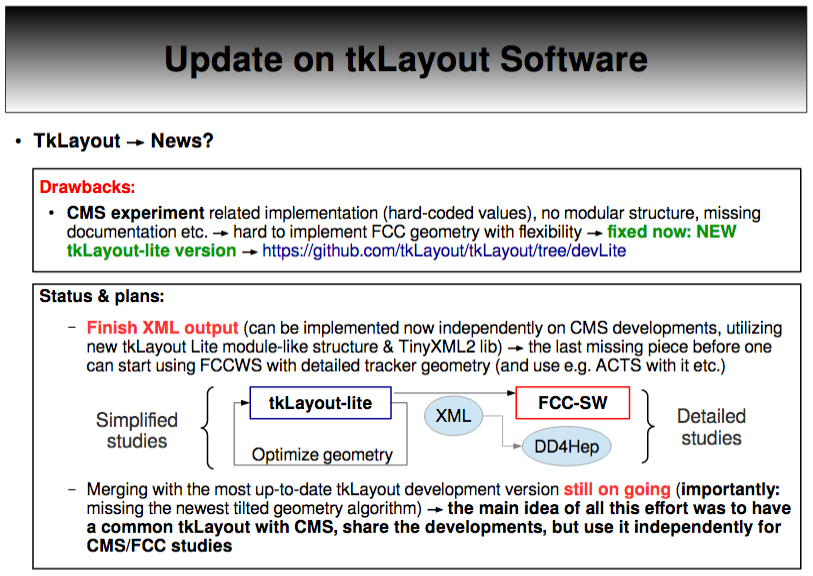 Update on tkLayout Software
• TkLayout → News?
Drawbacks:
• CMS experiment related implementation (hard-coded values), no modular structure, missing
documentation etc. → hard to implement FCC geometry with flexibility → fixed now: NEW
tkLayout-lite version → https://github.com/tkLayout/tkLayout/tree/devLite
Status & plans:
– Finish XML output (can be implemented now independently on CMS developments, utilizing
new tkLayout Lite module-like structure & TinyXML2 lib) → the last missing piece before one
can start using FCCWS with detailed tracker geometry (and use e.g. ACTS with it etc.)
Simplified
studies
tkLayout-lite
Optimize geometry
XML
FCC-SW
DD4Hep
Detailed
studies
– Merging with the most up-to-date tkLayout development version still on going (importantly:
missing the newest tilted geometry algorithm) → the main idea of all this effort was to have
a common tkLayout with CMS, share the developments, but use it independently for
CMS/FCC studies